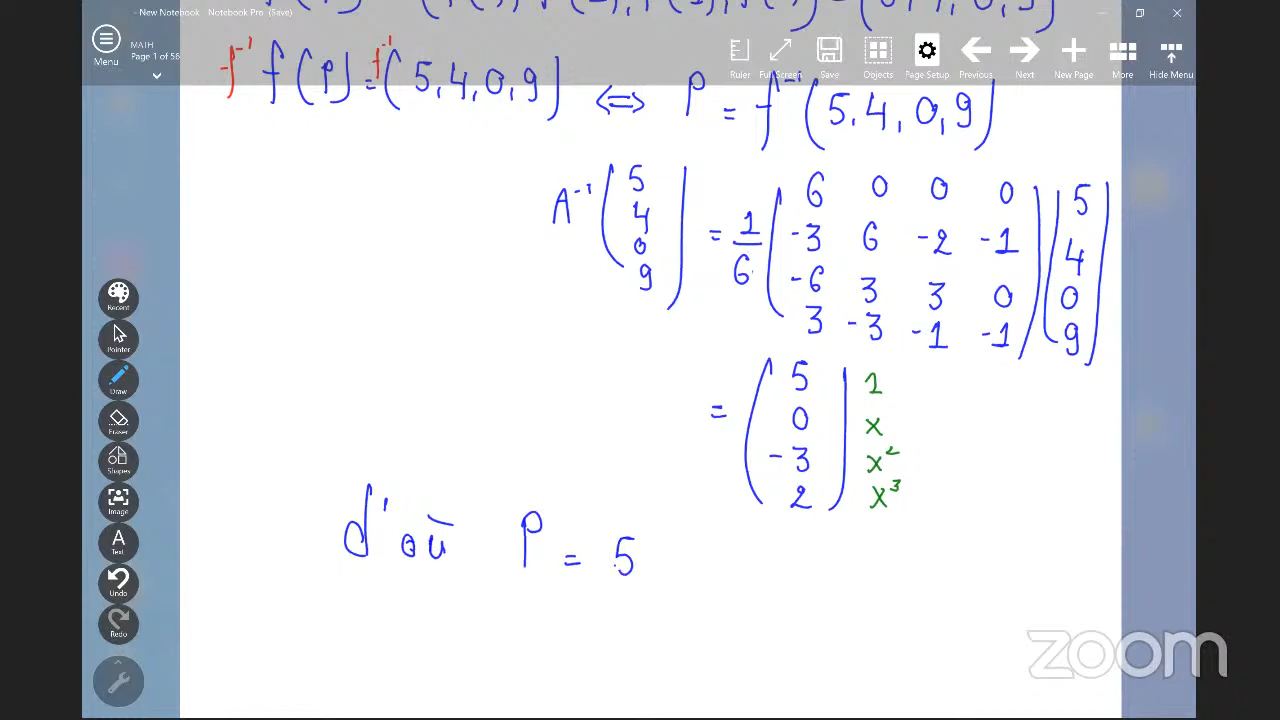 - New Notebook   Notebook Pro (Save)
Menu
MATH
Page 1 of 56
Ruler Full Screen Save Objects Page Setup Previous Next New Page More Hide Menu
f⁻¹ f(P) = f⁻¹(5,4,0,9) ⟺ P = f⁻¹(5,4,0,9)
A⁻¹ (5 4 0 9) = 1/6 (6 0 0 0
-3 6 -2 -1
-6 3 3 0
3 -3 -1 -1) (5 4 0 9)
= (5 1
0 x
-3 x²
2) x³
d'où P = 5
Recent
Pointer
Draw
Eraser
Shapes
Image
Text
Undo
Redo
zoom